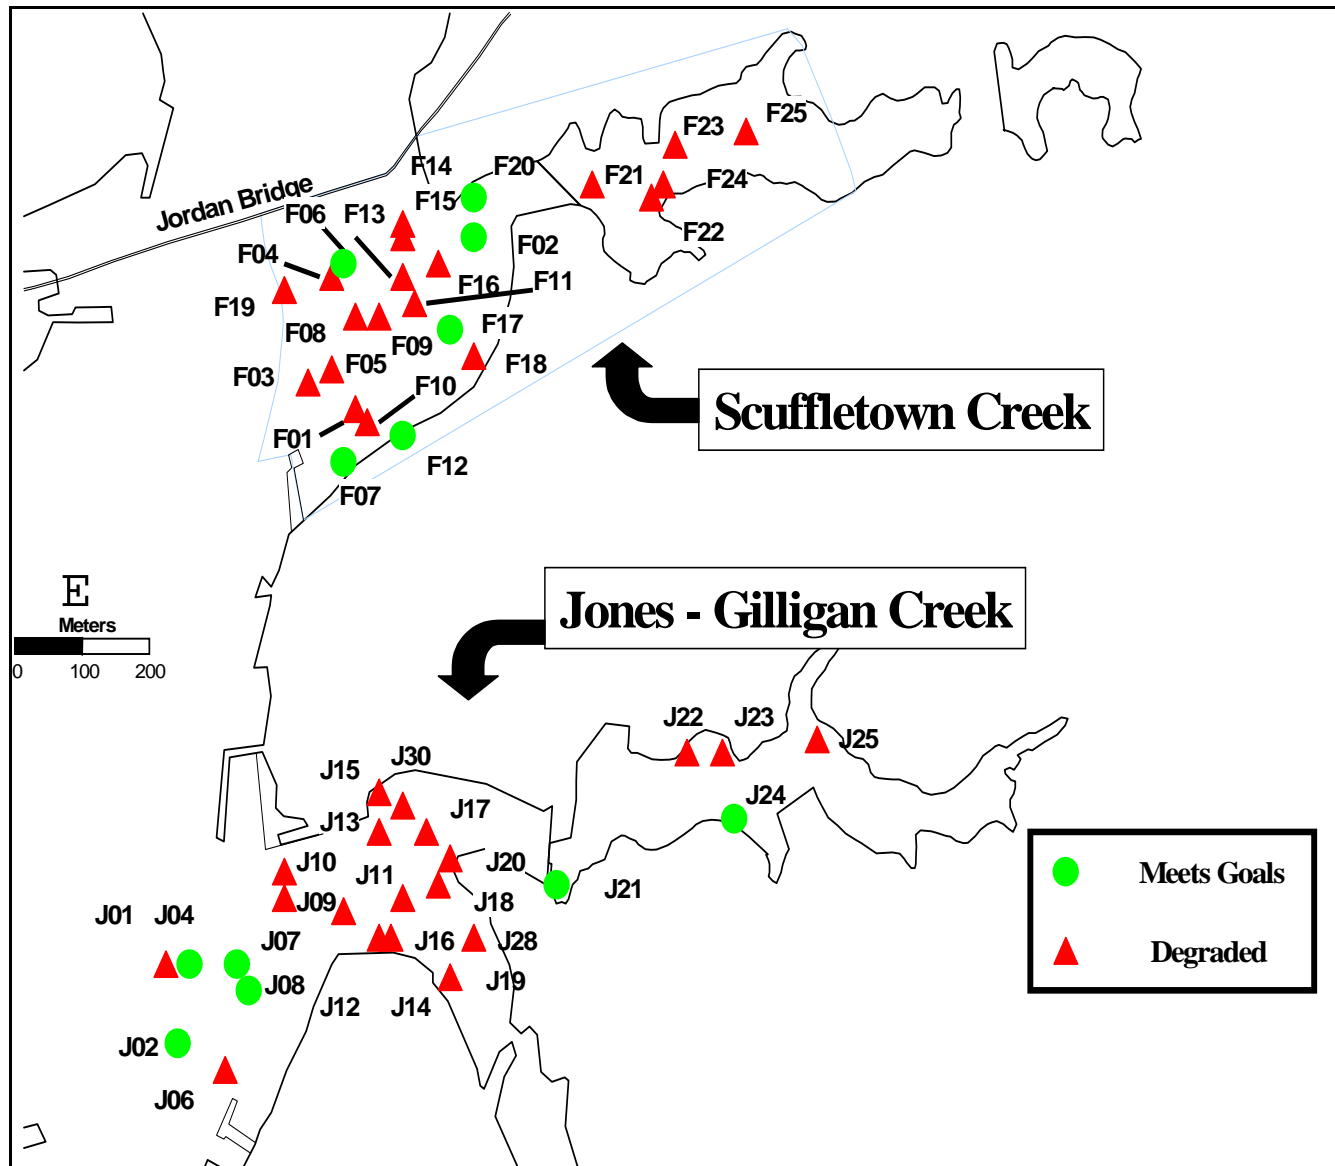 F25
F23
F14
F20
F21
F24
Jordan Bridge
F06
F13
F15
F22
F04
F02
F16
F11
F19
F08
F09
F17
F18
F03
F05
F10
F01
F12
F07
Scuffletown Creek
E
Meters
0 100 200
Jones - Gilligan Creek
J22
J23
J25
J15
J30
J24
J13
J17
J10
J11
J20
J21
J09
J18
J01
J04
J07
J16
J28
J08
J12
J14
J19
J02
J06
Meets Goals
Degraded